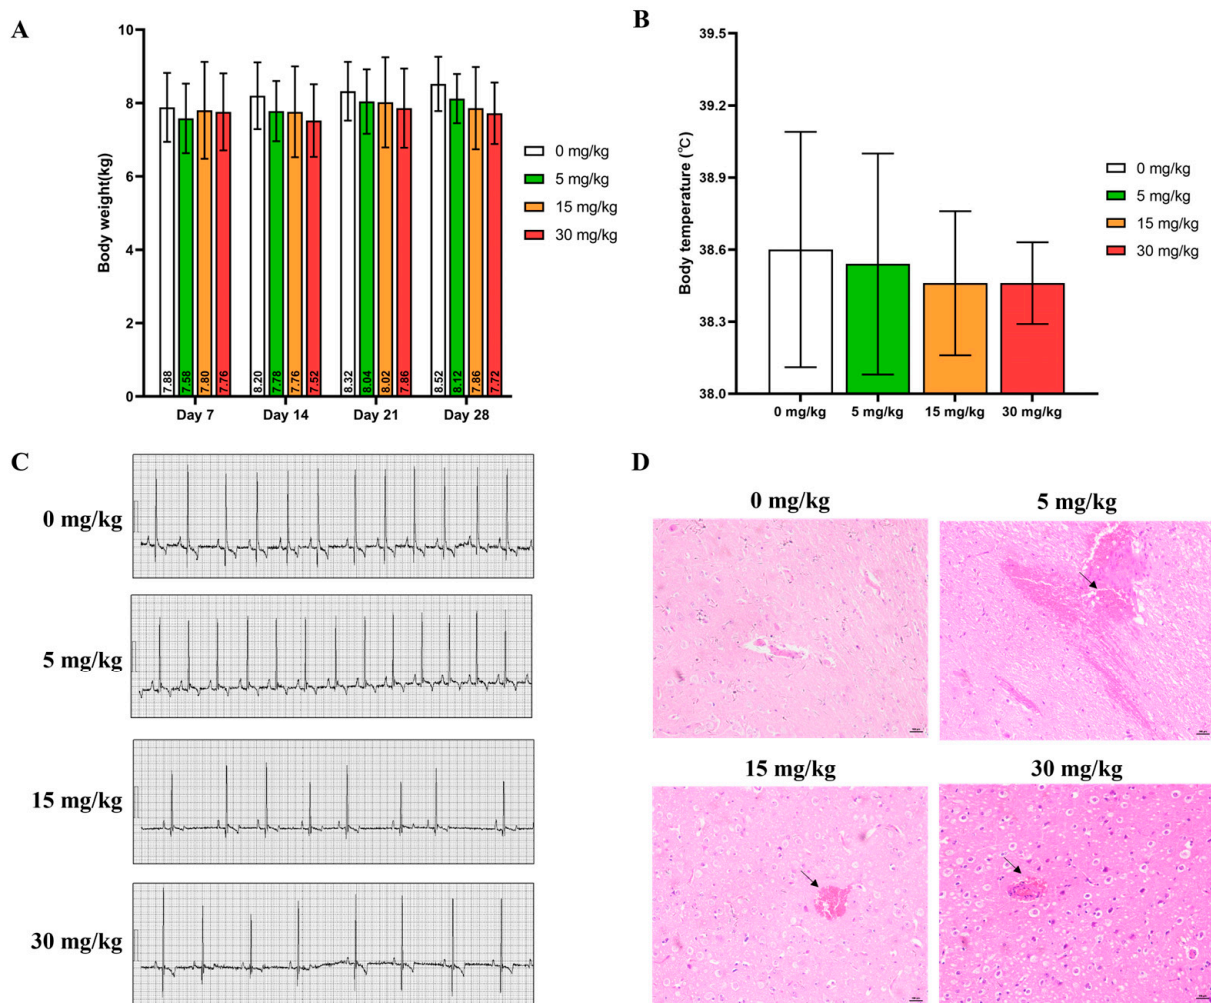 A
Body weight(kg)
10
8
6
4
2
0
7.88
7.58
7.80
7.76
8.20
7.78
7.76
7.52
8.32
8.04
8.02
7.86
8.52
8.12
7.86
7.72
Day 7
Day 14
Day 21
Day 28
0 mg/kg
5 mg/kg
15 mg/kg
30 mg/kg
B
Body temperature (℃)
39.5
39.2
38.9
38.6
38.3
38.0
0 mg/kg
5 mg/kg
15 mg/kg
30 mg/kg
0 mg/kg
5 mg/kg
15 mg/kg
30 mg/kg
C
0 mg/kg
5 mg/kg
15 mg/kg
30 mg/kg
D
0 mg/kg
5 mg/kg
15 mg/kg
30 mg/kg